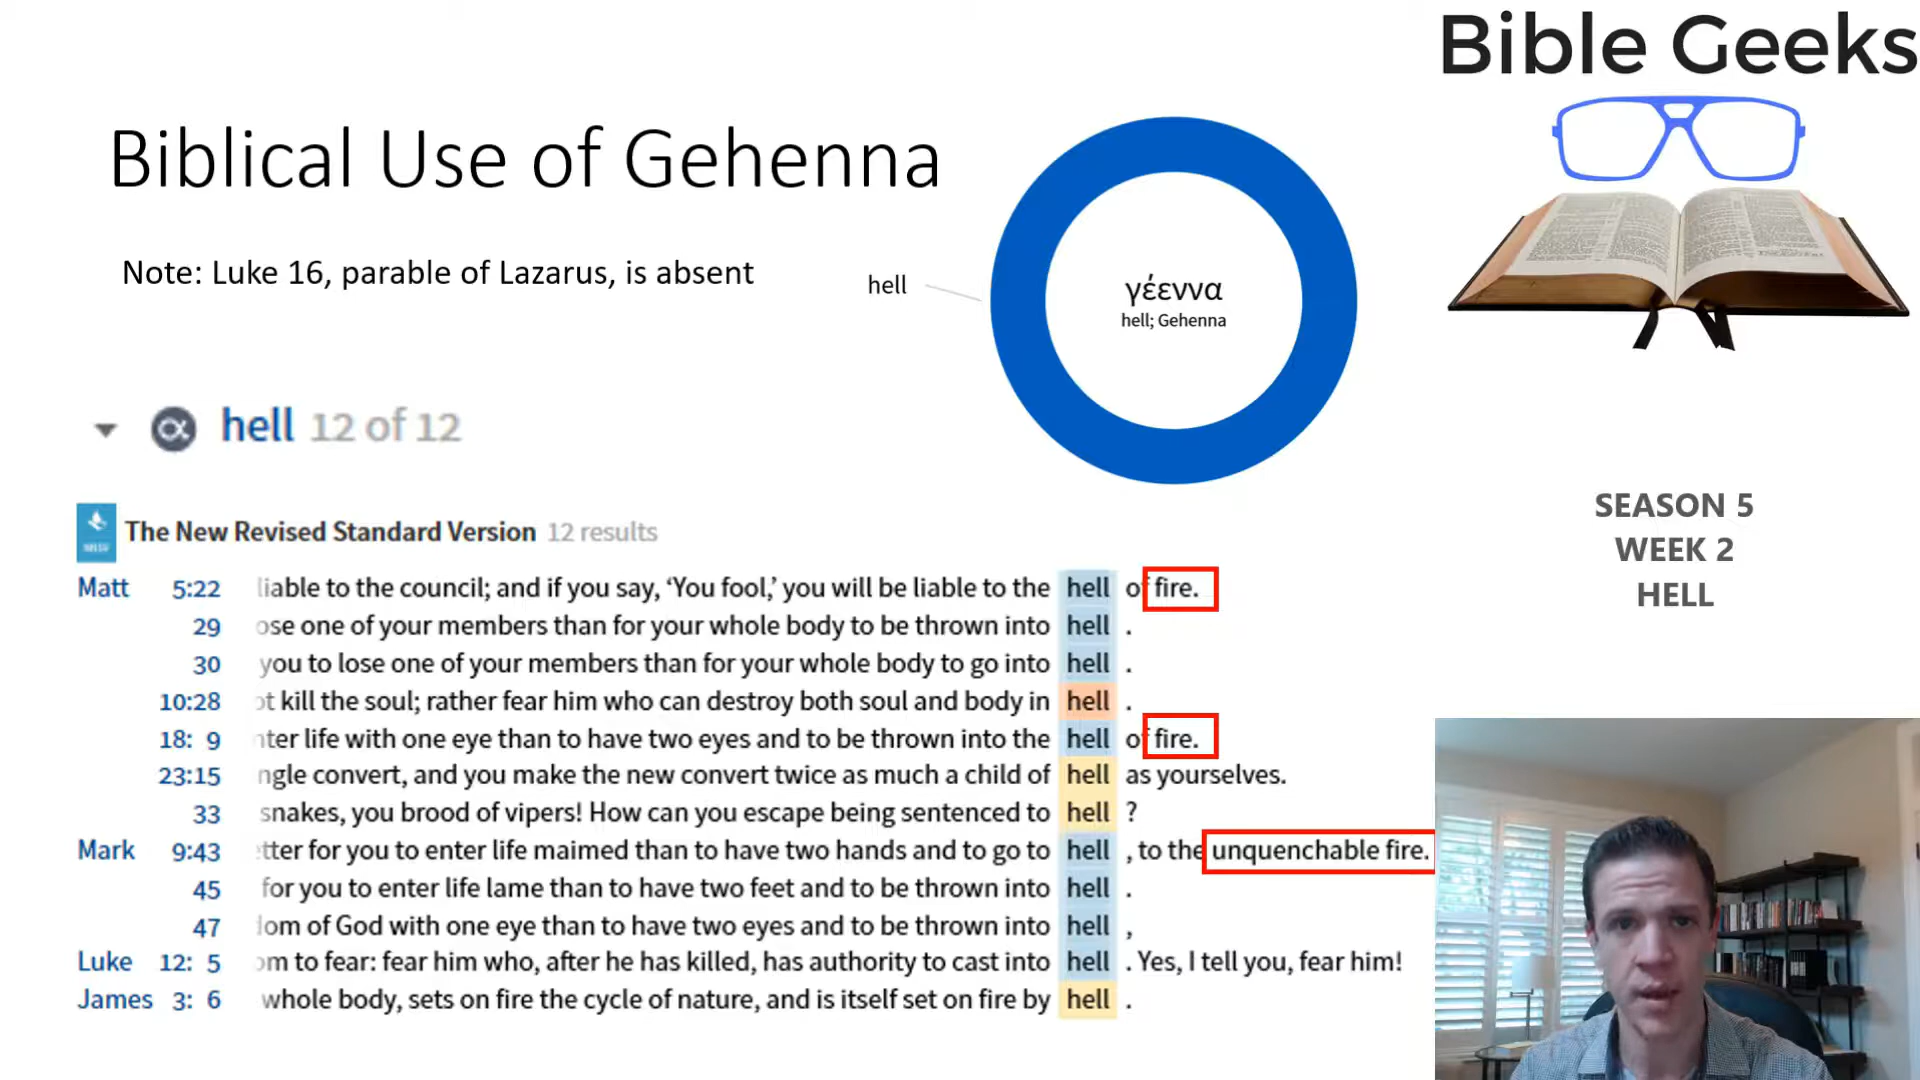 Bible Geeks
Biblical Use of Gehenna
Note: Luke 16, parable of Lazarus, is absent
hell
γέεννα
hell; Gehenna
hell 12 of 12
The New Revised Standard Version 12 results
Matt 5:22 liable to the council; and if you say, ‘You fool,’ you will be liable to the hell of fire.
29 ose one of your members than for your whole body to be thrown into hell .
30 you to lose one of your members than for your whole body to go into hell .
10:28 ot kill the soul; rather fear him who can destroy both soul and body in hell .
18: 9 nter life with one eye than to have two eyes and to be thrown into the hell of fire.
23:15 ngle convert, and you make the new convert twice as much a child of hell as yourselves.
33 snakes, you brood of vipers! How can you escape being sentenced to hell ?
Mark 9:43 tter for you to enter life maimed than to have two hands and to go to hell , to the unquenchable fire.
45 for you to enter life lame than to have two feet and to be thrown into hell .
47 dom of God with one eye than to have two eyes and to be thrown into hell ,
Luke 12: 5 om to fear: fear him who, after he has killed, has authority to cast into hell . Yes, I tell you, fear him!
James 3: 6 whole body, sets on fire the cycle of nature, and is itself set on fire by hell .
SEASON 5
WEEK 2
HELL